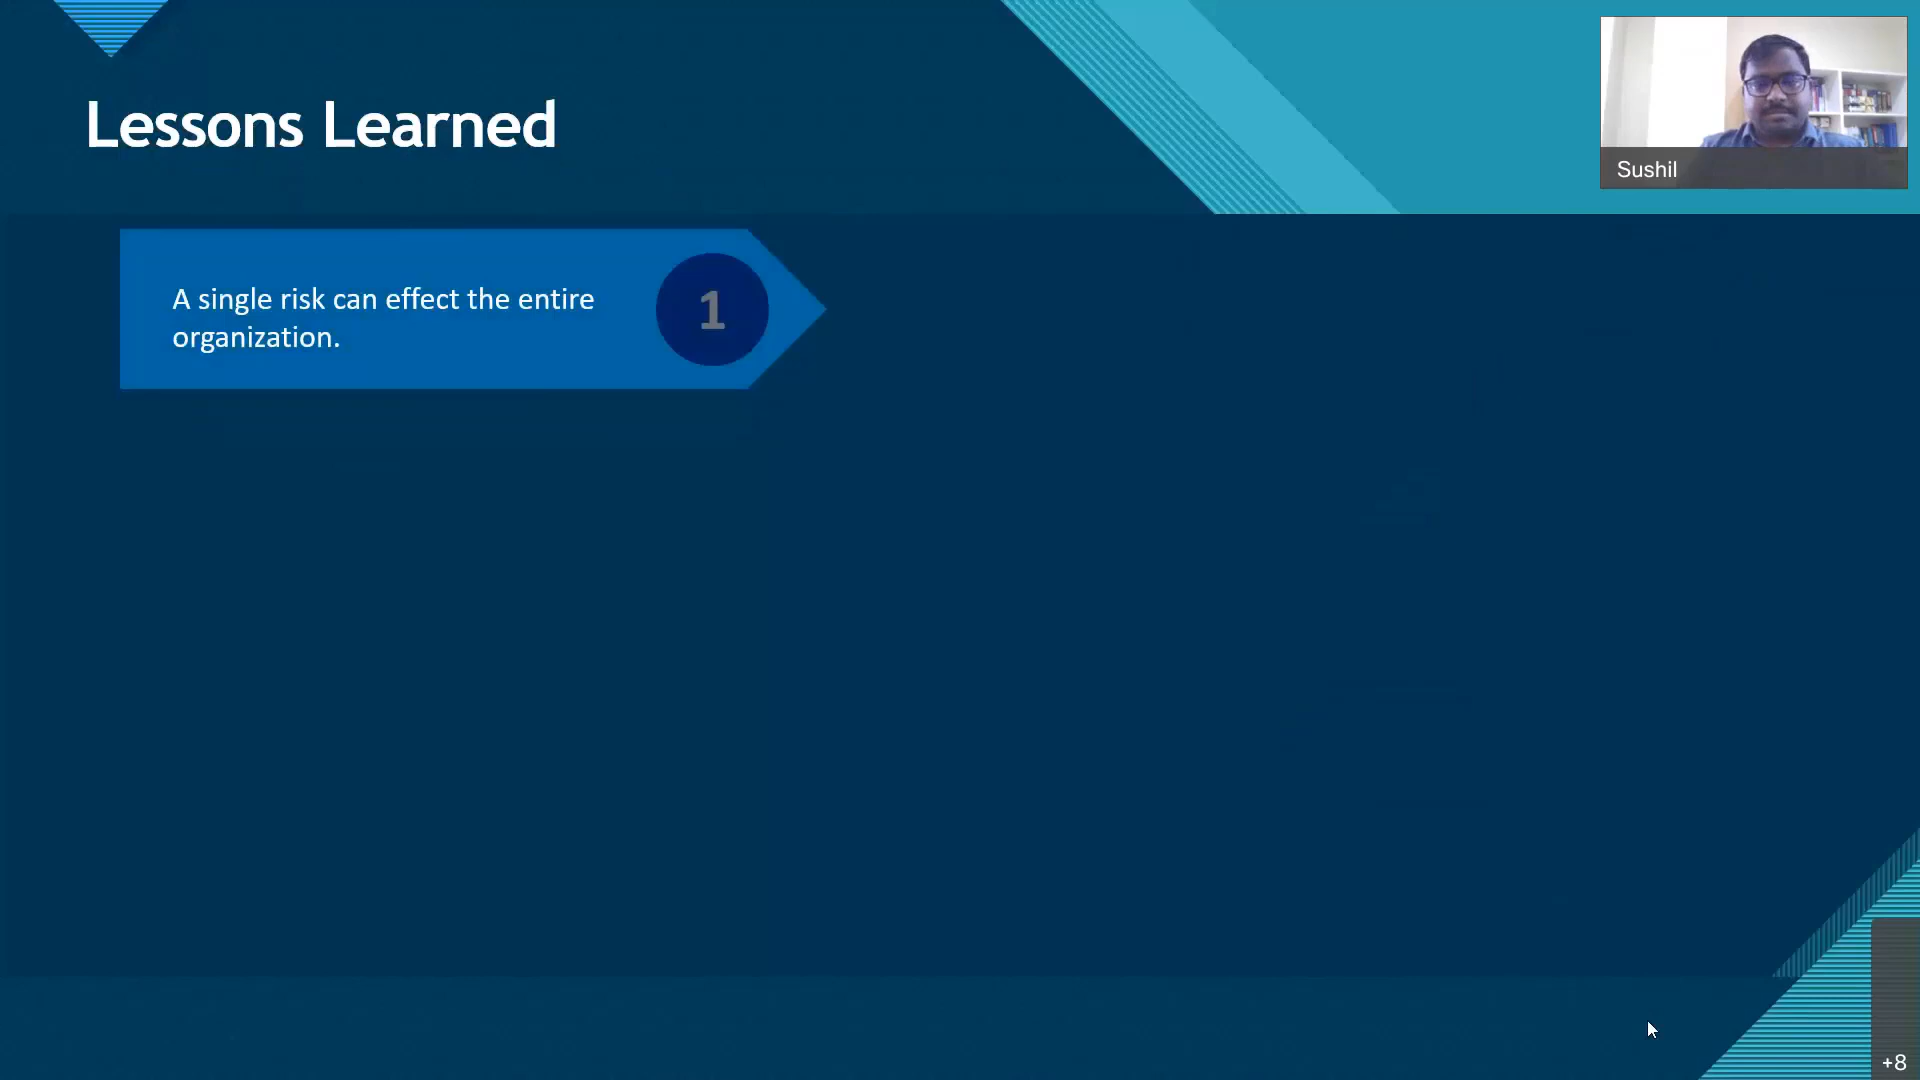 Lessons Learned
Sushil
A single risk can effect the entire
organization.
1
+8